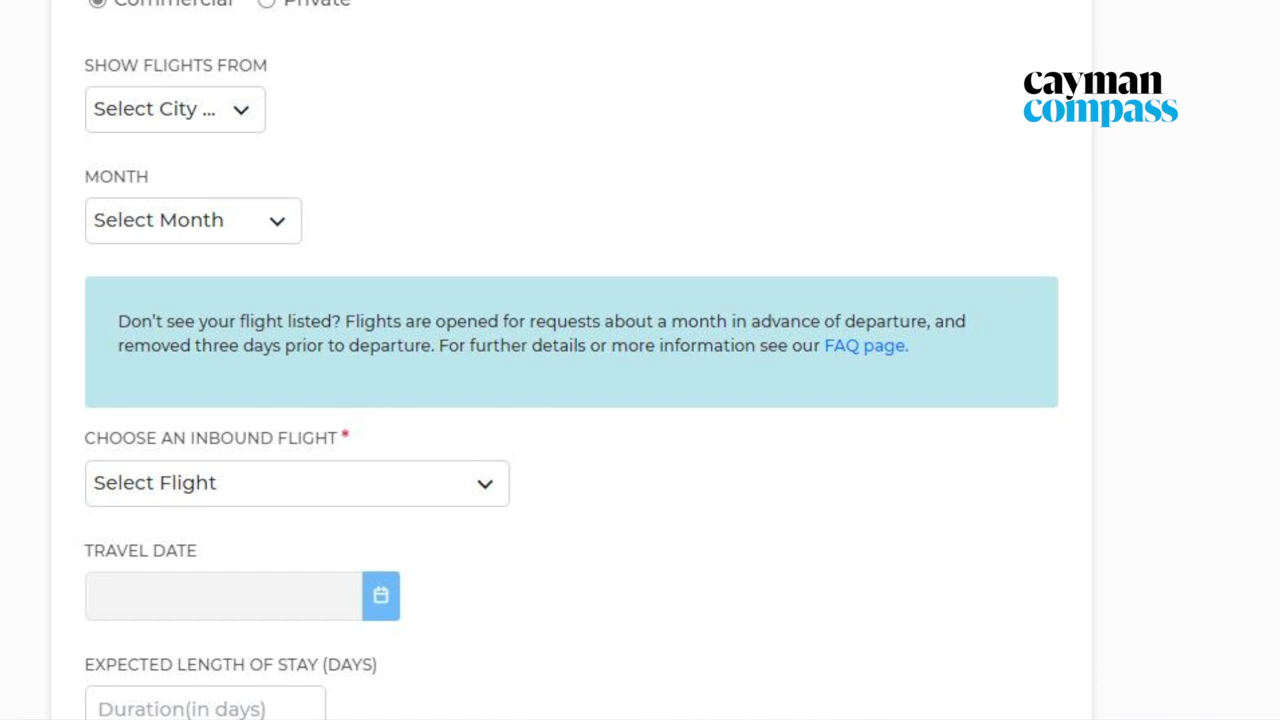 Commercial Private
SHOW FLIGHTS FROM
Select City ...
cayman
compass
MONTH
Select Month
Don't see your flight listed? Flights are opened for requests about a month in advance of departure, and
removed three days prior to departure. For further details or more information see our FAQ page.
CHOOSE AN INBOUND FLIGHT *
Select Flight
TRAVEL DATE
EXPECTED LENGTH OF STAY (DAYS)
Duration(in days)